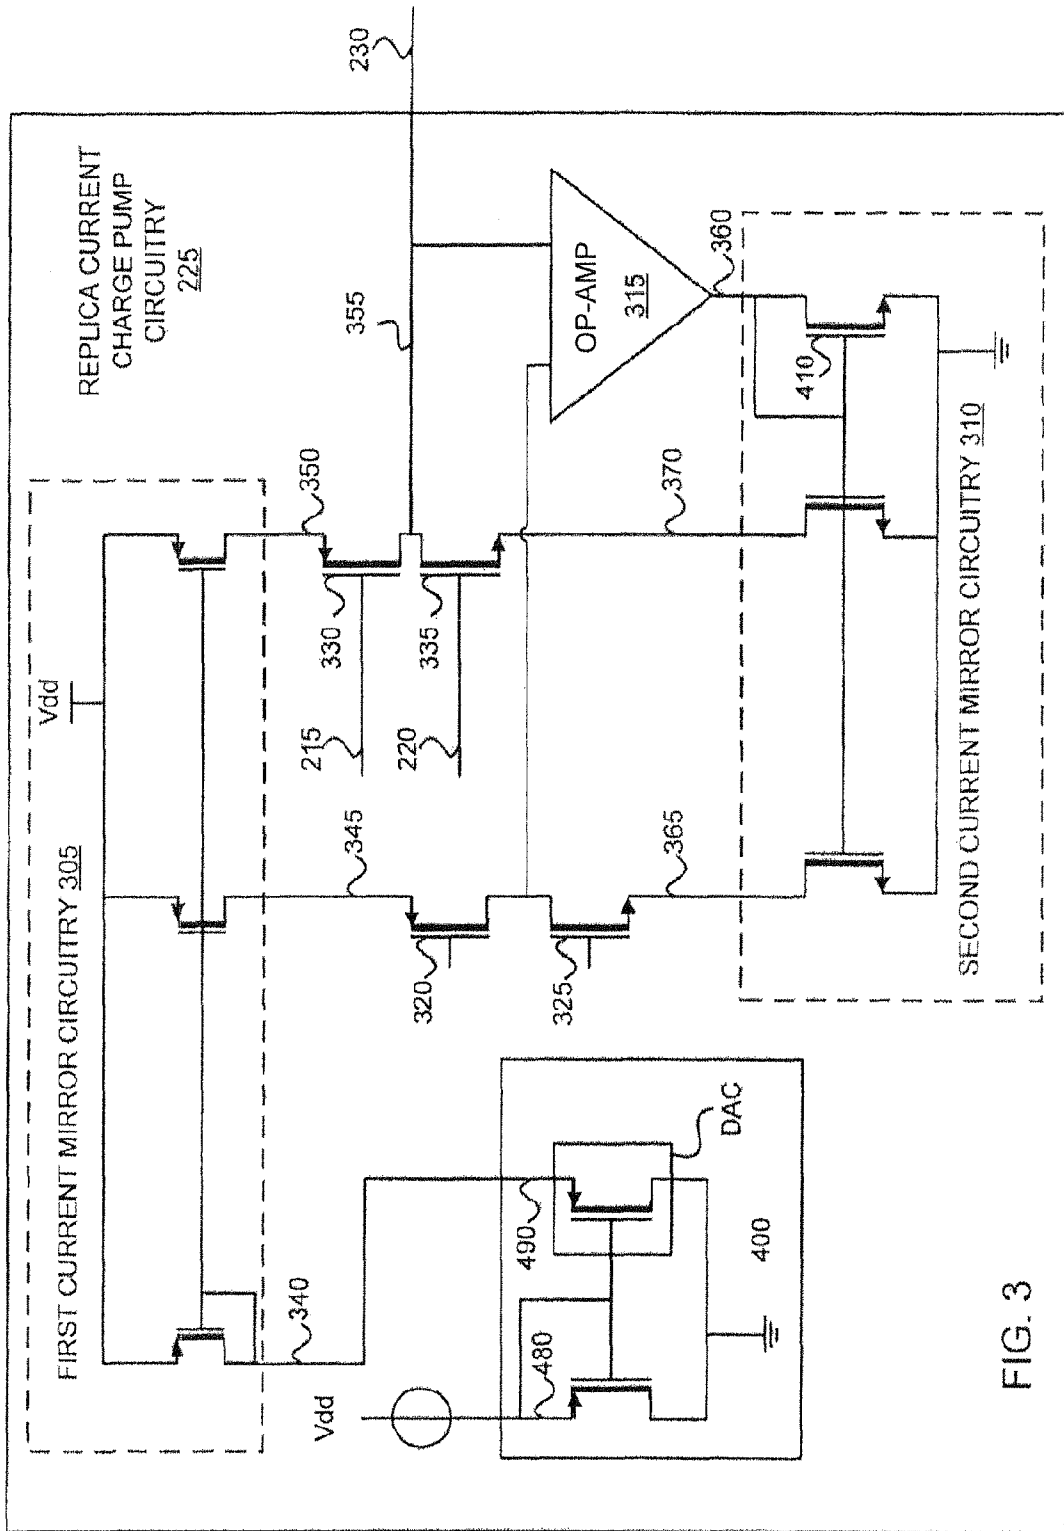 REPLICA CURRENT
CHARGE PUMP
CIRCUITRY
225
230
FIRST CURRENT MIRROR CIRCUITRY 305
Vdd
350
355
345
340
330
335
215
220
320
325
OP-AMP
315
360
370
365
410
SECOND CURRENT MIRROR CIRCUITRY 310
Vdd
480
490
DAC
400
FIG. 3